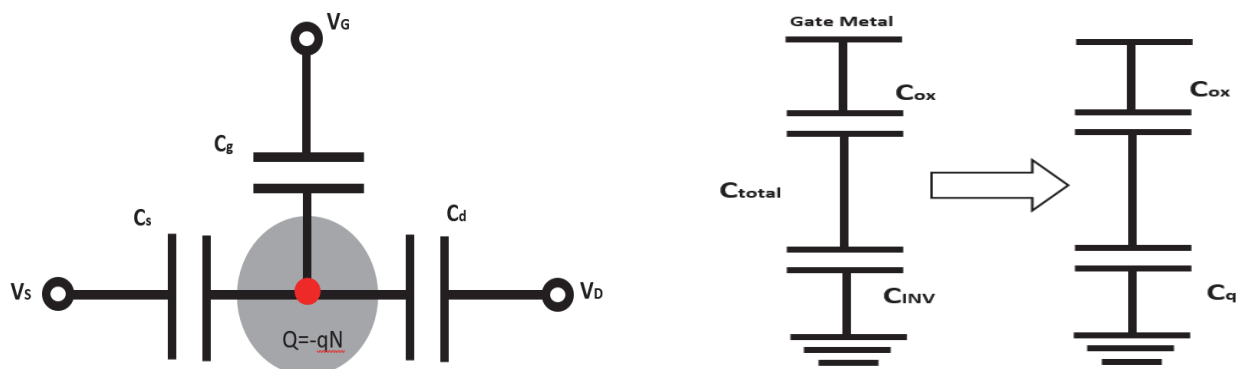 VG
Cg
Cs
Cd
VS
VD
Q=-qN
Gate Metal
Cox
Ctotal
CINV
Cox
Cq